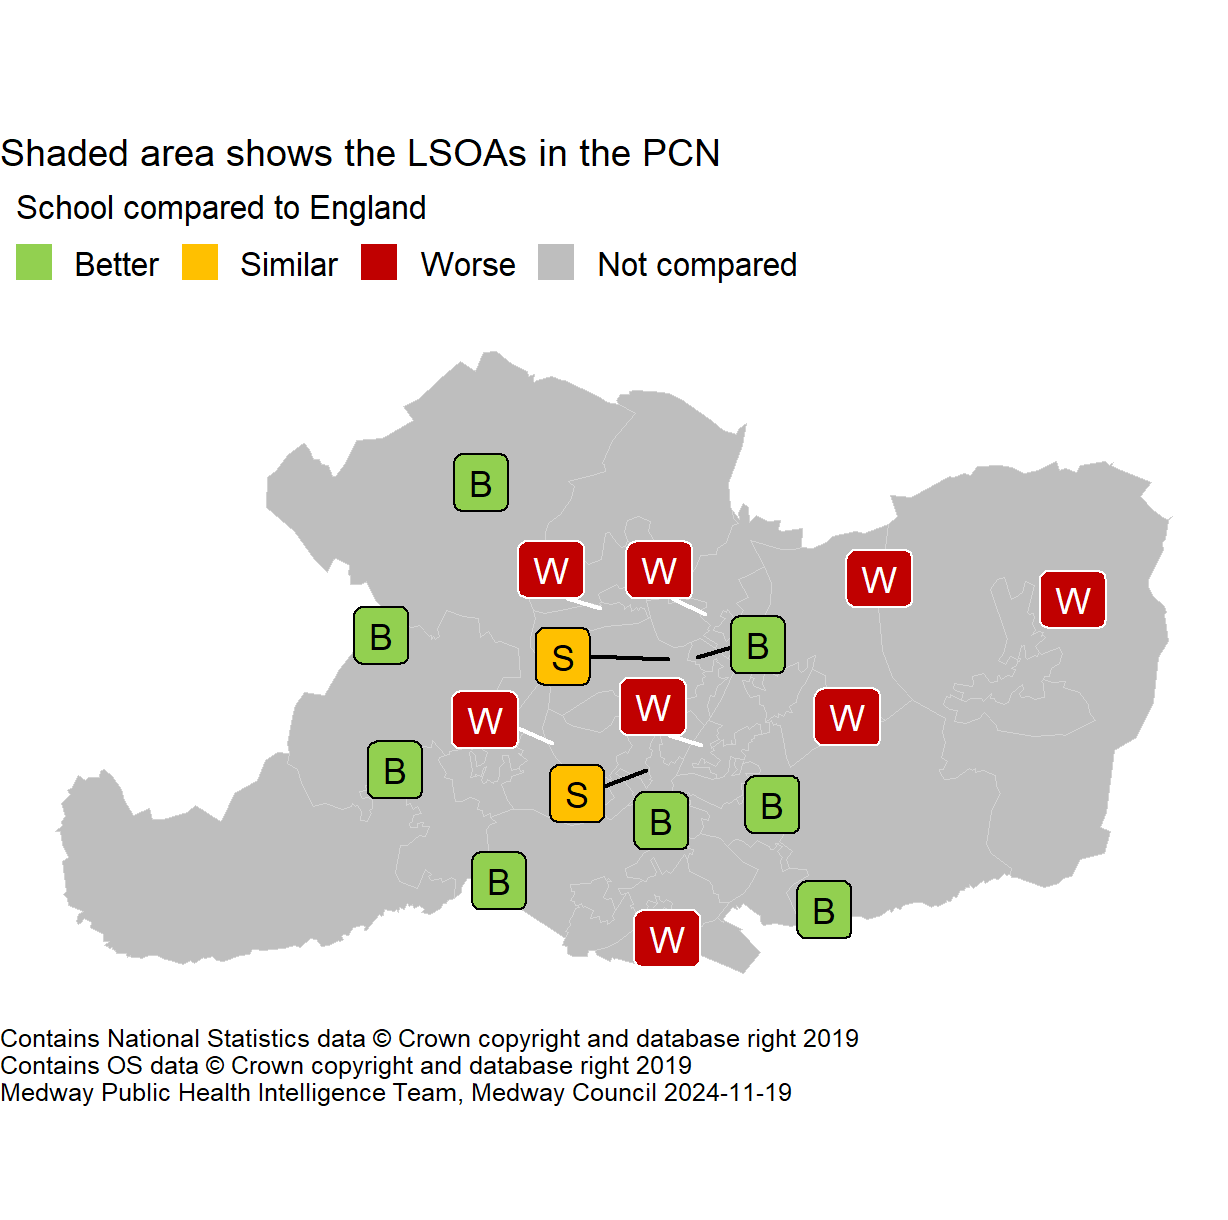 Shaded area shows the LSOAs in the PCN
School compared to England
Better Similar Worse Not compared
B
W W W
W
B S B
W W W
B S B B
B B
W
Contains National Statistics data © Crown copyright and database right 2019
Contains OS data © Crown copyright and database right 2019
Medway Public Health Intelligence Team, Medway Council 2024-11-19